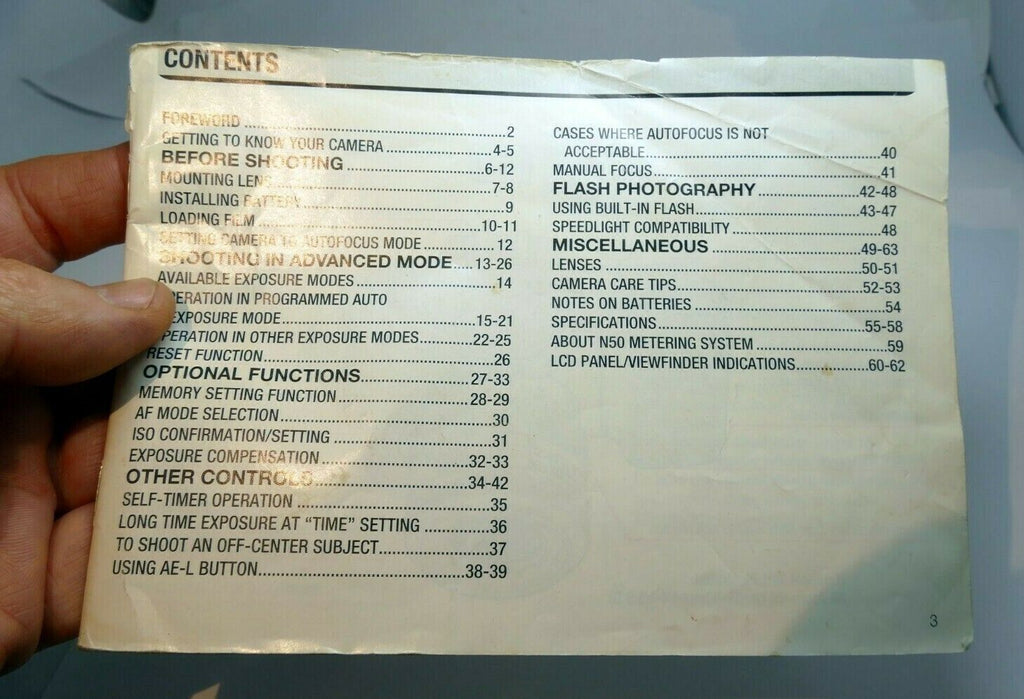 CONTENTS
FOREWORD 2
GETTING TO KNOW YOUR CAMERA 4-5
BEFORE SHOOTING 6-12
MOUNTING LENS 7-8
INSTALLING BATTERY 9
LOADING FILM 10-11
SETTING CAMERA TO AUTOFOCUS MODE 12
SHOOTING IN ADVANCED MODE 13-26
AVAILABLE EXPOSURE MODES 14
OPERATION IN PROGRAMMED AUTO
EXPOSURE MODE 15-21
OPERATION IN OTHER EXPOSURE MODES 22-25
RESET FUNCTION 26
OPTIONAL FUNCTIONS 27-33
MEMORY SETTING FUNCTION 28-29
AF MODE SELECTION 30
ISO CONFIRMATION/SETTING 31
EXPOSURE COMPENSATION 32-33
OTHER CONTROLS 34-42
SELF-TIMER OPERATION 35
LONG TIME EXPOSURE AT “TIME” SETTING 36
TO SHOOT AN OFF-CENTER SUBJECT 37
USING AE-L BUTTON 38-39
CASES WHERE AUTOFOCUS IS NOT
ACCEPTABLE 40
MANUAL FOCUS 41
FLASH PHOTOGRAPHY 42-48
USING BUILT-IN FLASH 43-47
SPEEDLIGHT COMPATIBILITY 48
MISCELLANEOUS 49-63
LENSES 50-51
CAMERA CARE TIPS 52-53
NOTES ON BATTERIES 54
SPECIFICATIONS 55-58
ABOUT N50 METERING SYSTEM 59
LCD PANEL/VIEWFINDER INDICATIONS 60-62
3